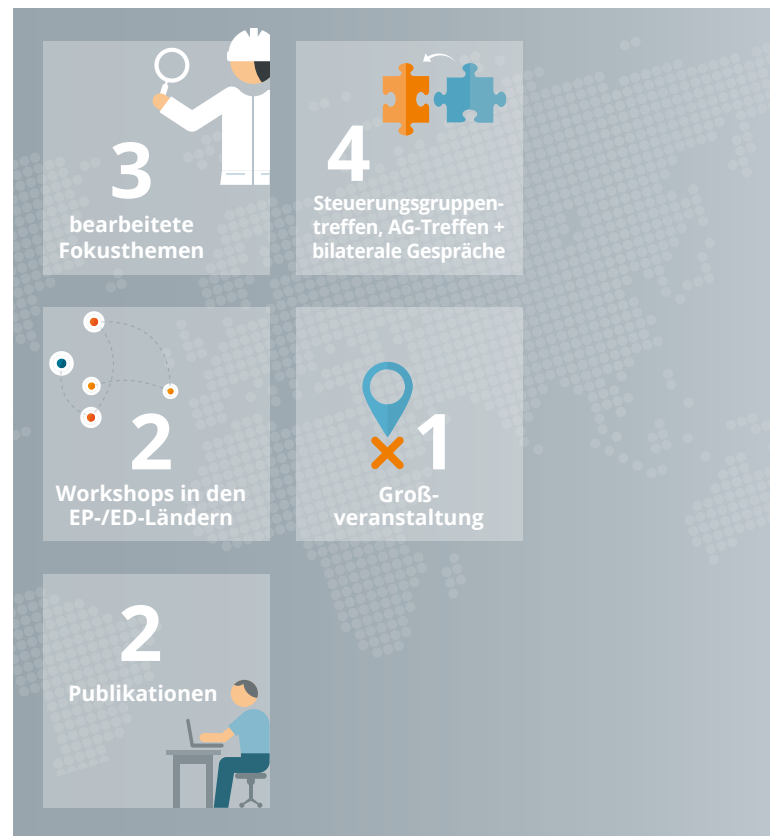 3
bearbeitete
Fokusthemen
4
Steuerungsgruppen-
treffen, AG-Treffen +
bilaterale Gespräche
2
Workshops in den
EP-/ED-Ländern
1
Groß-
veranstaltung
2
Publikationen